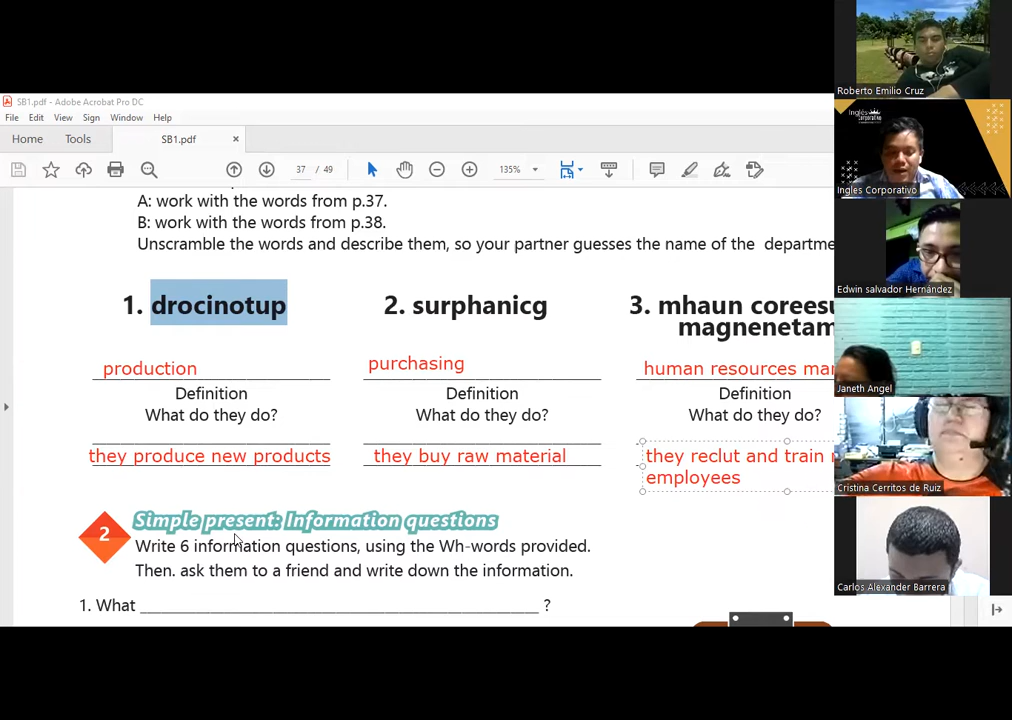 SB1.pdf - Adobe Acrobat Pro DC
File Edit View Sign Window Help
Home Tools SB1.pdf ×
37 / 49 135%
A: work with the words from p.37.
B: work with the words from p.38.
Unscramble the words and describe them, so your partner guesses the name of the departme
1. drocinotup 2. surphanicg 3. mhaun coreesu
magnenetam
production purchasing human resources mar
Definition Definition Definition
What do they do? What do they do? What do they do?
they produce new products they buy raw material they reclut and train
employees
2 Simple present: Information questions
Write 6 information questions, using the Wh-words provided.
Then. ask them to a friend and write down the information.
1. What ?
Roberto Emilio Cruz
Inglés Corporativo
Ingles Corporativo
Edwin salvador Hernández
Janeth Angel
Cristina Cerritos de Ruiz
Carlos Alexander Barrera